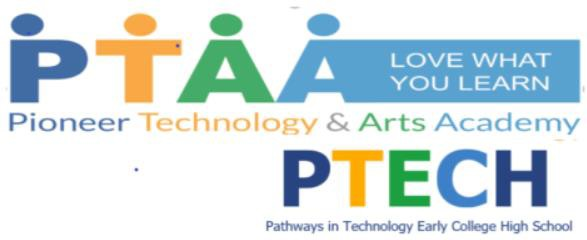 PTAA
LOVE WHAT
YOU LEARN
Pioneer Technology & Arts Academy
PTECH
Pathways in Technology Early College High School